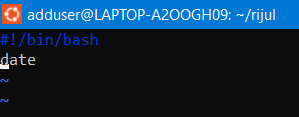 adduser@LAPTOP-A2OOGH09: ~/rijul
#!/bin/bash
date
~
~